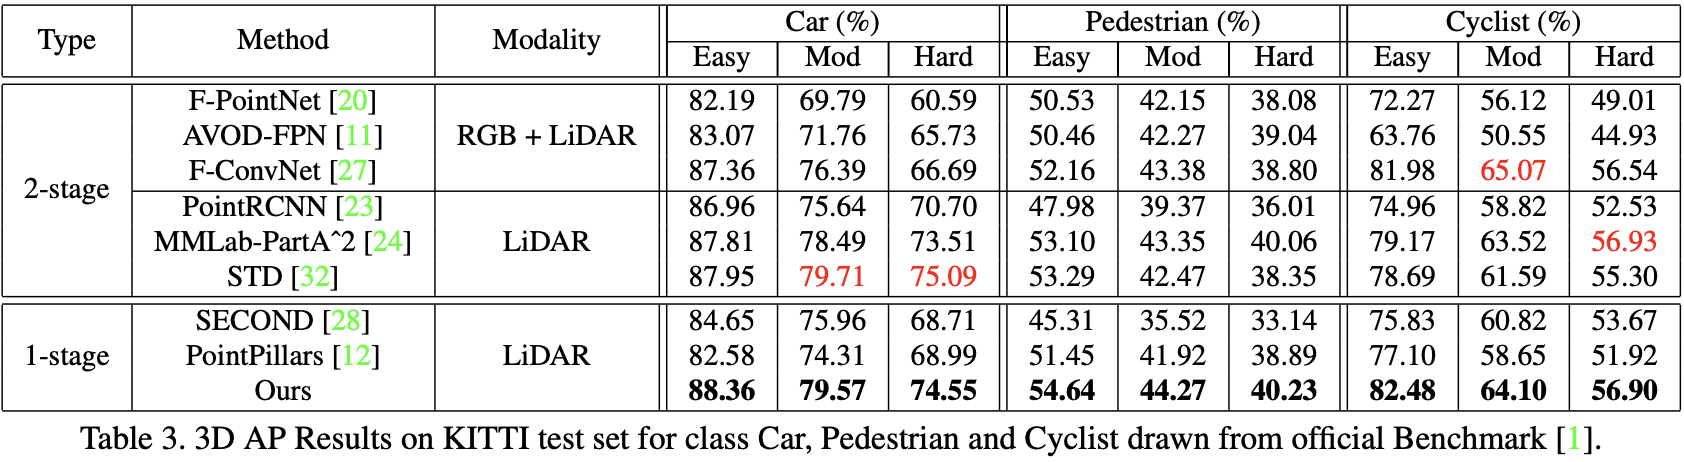 Type Method Modality Car (%) Pedestrian (%) Cyclist (%)
Easy Mod Hard Easy Mod Hard Easy Mod Hard
2-stage
F-PointNet [20] 82.19 69.79 60.59 50.53 42.15 38.08 72.27 56.12 49.01
AVOD-FPN [11] RGB + LiDAR 83.07 71.76 65.73 50.46 42.27 39.04 63.76 50.55 44.93
F-ConvNet [27] 87.36 76.39 66.69 52.16 43.38 38.80 81.98 65.07 56.54
PointRCNN [23] 86.96 75.64 70.70 47.98 39.37 36.01 74.96 58.82 52.53
MMLab-PartAˆ2 [24] LiDAR 87.81 78.49 73.51 53.10 43.35 40.06 79.17 63.52 56.93
STD [32] 87.95 79.71 75.09 53.29 42.47 38.35 78.69 61.59 55.30
SECOND [28] 84.65 75.96 68.71 45.31 35.52 33.14 75.83 60.82 53.67
1-stage PointPillars [12] LiDAR 82.58 74.31 68.99 51.45 41.92 38.89 77.10 58.65 51.92
Ours 88.36 79.57 74.55 54.64 44.27 40.23 82.48 64.10 56.90
Table 3. 3D AP Results on KITTI test set for class Car, Pedestrian and Cyclist drawn from official Benchmark [1].